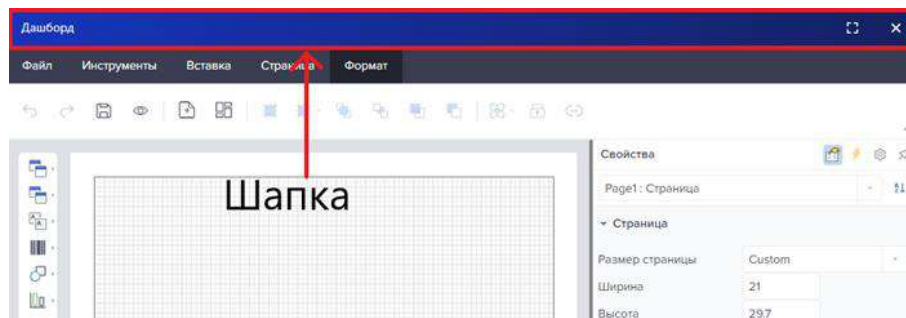 Дашборд
Файл Инструменты Вставка Страница Формат
Свойства
Page1 : Страница
Шапка
Страница
Размер страницы Custom
Ширина 21
Высота 29.7